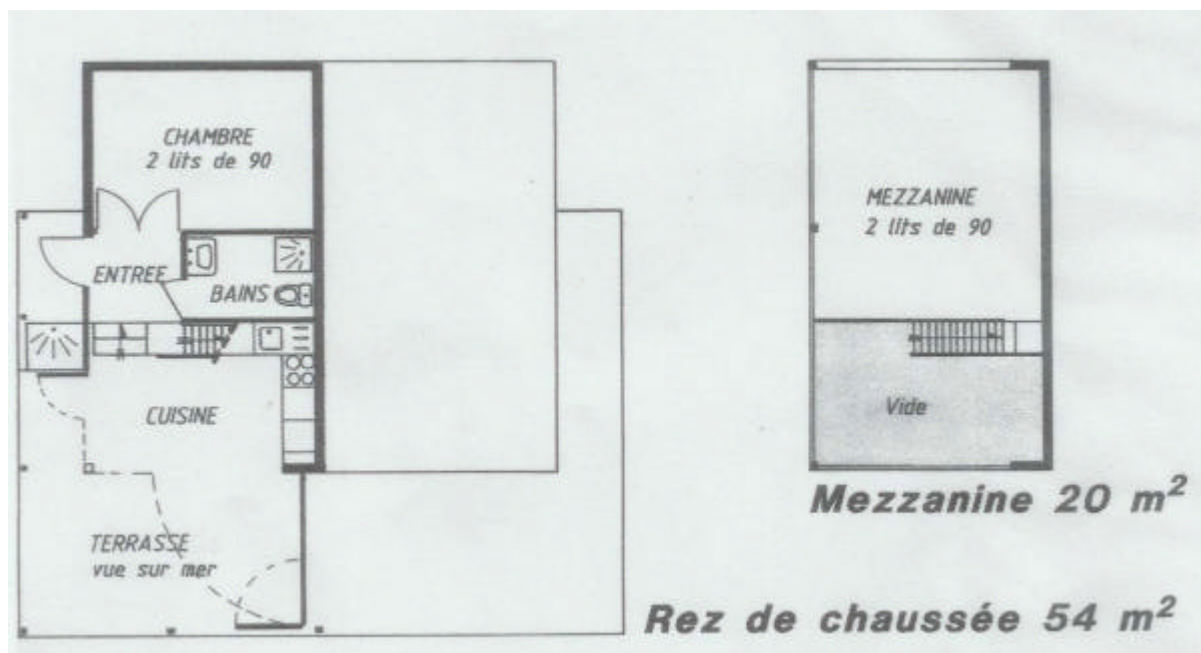 CHAMBRE
2 lits de 90
ENTREE
BAINS
CUISINE
TERRASSE
vue sur mer
MEZZANINE
2 lits de 90
Vide
Mezzanine 20 m²
Rez de chaussée 54 m²